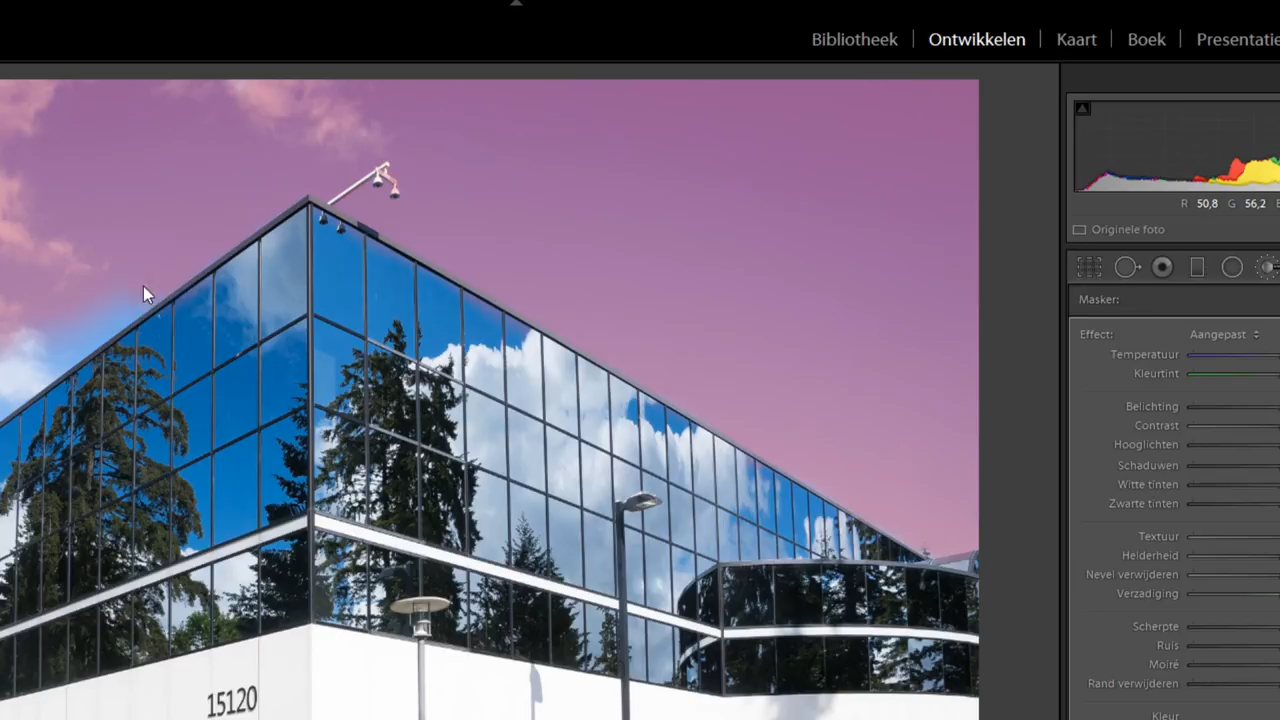 Bibliotheek | Ontwikkelen | Kaart | Boek | Presentatie
R 50,8 G 56,2
Originele foto
Masker:
Effect: Aangepast
Temperatuur
Kleurtint
Belichting
Contrast
Hooglichten
Schaduwen
Witte tinten
Zwarte tinten
Textuur
Helderheid
Nevel verwijderen
Verzadiging
Scherpte
Ruis
Moiré
Rand verwijderen
Kleur
15120